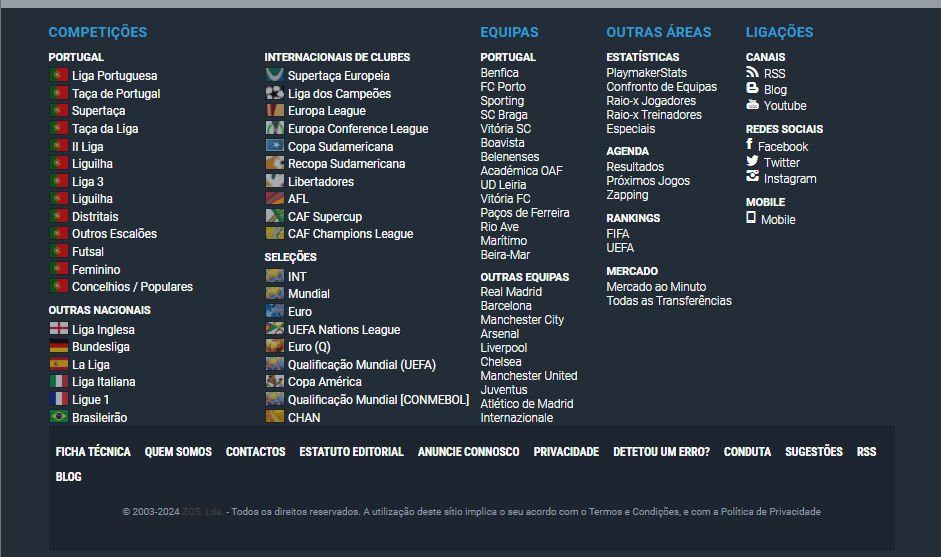 COMPETIÇÕES
PORTUGAL
Liga Portuguesa
Taça de Portugal
Supertaça
Taça da Liga
II Liga
Liguilha
Liga 3
Liguilha
Distritais
Outros Escalões
Futsal
Feminino
Concelhios / Populares
OUTRAS NACIONAIS
Liga Inglesa
Bundesliga
La Liga
Liga Italiana
Ligue 1
Brasileirão
INTERNACIONAIS DE CLUBES
Supertaça Europeia
Liga dos Campeões
Europa League
Europa Conference League
Copa Sudamericana
Recopa Sudamericana
Libertadores
AFL
CAF Supercup
CAF Champions League
SELEÇÕES
INT
Mundial
Euro
UEFA Nations League
Euro (Q)
Qualificação Mundial (UEFA)
Copa América
Qualificação Mundial [CONMEBOL]
CHAN
EQUIPAS
PORTUGAL
Benfica
FC Porto
Sporting
SC Braga
Vitória SC
Boavista
Belenenses
Académica OAF
UD Leiria
Vitória FC
Paços de Ferreira
Rio Ave
Marítimo
Beira-Mar
OUTRAS EQUIPAS
Real Madrid
Barcelona
Manchester City
Arsenal
Liverpool
Chelsea
Manchester United
Juventus
Atlético de Madrid
Internazionale
OUTRAS ÁREAS
ESTATÍSTICAS
PlaymakerStats
Confronto de Equipas
Raio-x Jogadores
Raio-x Treinadores
Especiais
AGENDA
Resultados
Próximos Jogos
Zapping
RANKINGS
FIFA
UEFA
MERCADO
Mercado ao Minuto
Todas as Transferências
LIGAÇÕES
CANAIS
RSS
Blog
Youtube
REDES SOCIAIS
Facebook
Twitter
Instagram
MOBILE
Mobile
FICHA TÉCNICA QUEM SOMOS CONTACTOS ESTATUTO EDITORIAL ANUNCIE CONNOSCO PRIVACIDADE DETETOU UM ERRO? CONDUTA SUGESTÕES RSS
BLOG
© 2003-2024 ZOS, Lda. - Todos os direitos reservados. A utilização deste sítio implica o seu acordo com o Termos e Condições, e com a Política de Privacidade